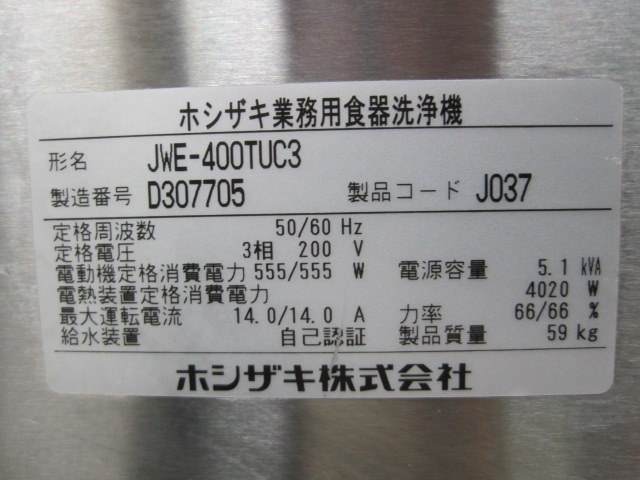 ホシザキ業務用食器洗浄機
形名 JWE-400TUC3
製造番号 D307705 製品コード J037
定格周波数 50/60 Hz
定格電圧 3相 200 V
電動機定格消費電力 555/555 W 電源容量 5.1 kVA
電熱装置定格消費電力 4020 W
最大運転電流 14.0/14.0 A 力率 66/66 %
給水装置 自己認証 製品質量 59 kg
ホシザキ株式会社